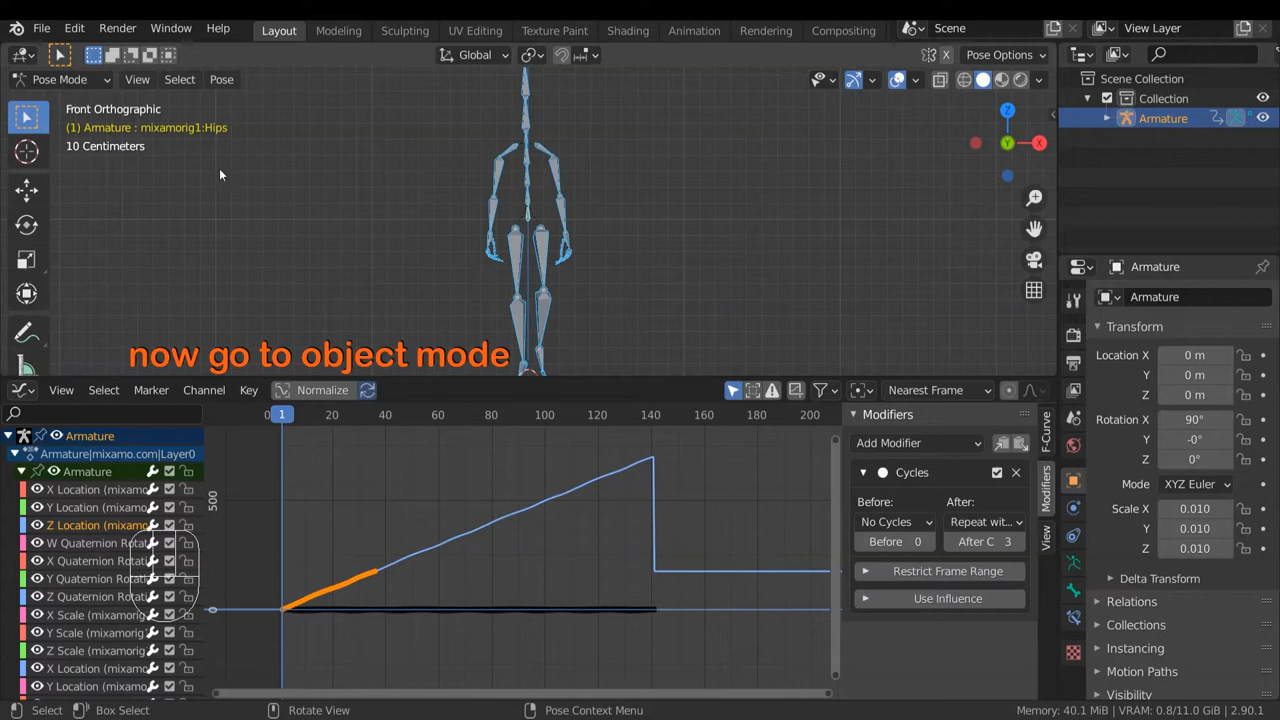 File Edit Render Window Help Layout Modeling Sculpting UV Editing Texture Paint Shading Animation Rendering Compositing Scene View Layer
Global Pose Options
Pose Mode View Select Pose
Scene Collection
Collection
Armature
Front Orthographic
(1) Armature : mixamorig1:Hips
10 Centimeters
Z
Y
X
Armature
Armature
Transform
Location X 0 m
Y 0 m
Z 0 m
Rotation X 90°
Y -0°
Z 0°
Mode XYZ Euler
Scale X 0.010
Y 0.010
Z 0.010
Delta Transform
Relations
Collections
Instancing
Motion Paths
Visibility
now go to object mode
View Select Marker Channel Key Normalize Nearest Frame
0 1 20 40 60 80 100 120 140 160 180 200
500
0
Armature
Armature|mixamo.com|Layer0
Armature
X Location (mixamo
Y Location (mixamo
Z Location (mixamo
W Quaternion Rotati
X Quaternion Rotati
Y Quaternion Rotati
Z Quaternion Rotati
X Scale (mixamorig
Y Scale (mixamorig
Z Scale (mixamorig
X Location (mixamo
Y Location (mixamo
Modifiers
Add Modifier
Cycles
Before: After:
No Cycles Repeat wit..
Before 0 After C 3
Restrict Frame Range
Use Influence
F-Curve
Modifiers
View
Select Box Select Rotate View Pose Context Menu Memory: 40.1 MiB | VRAM: 0.8/11.0 GiB | 2.90.1